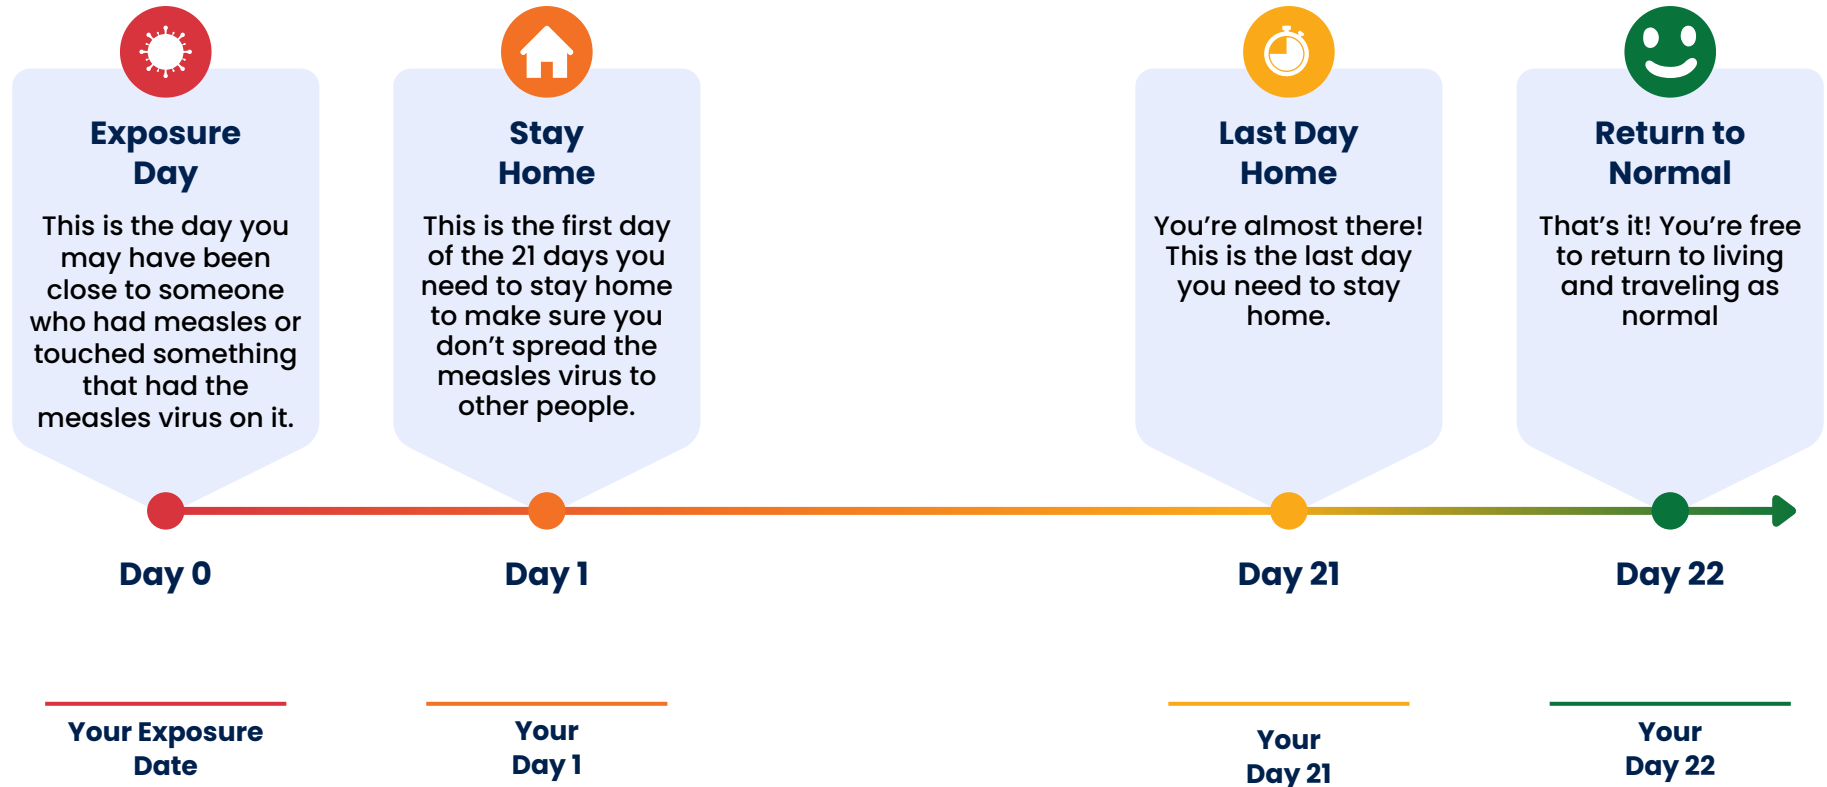 Exposure
Day
This is the day you
may have been
close to someone
who had measles or
touched something
that had the
measles virus on it.
Day 0
Your Exposure
Date
Stay
Home
This is the first day
of the 21 days you
need to stay home
to make sure you
don't spread the
measles virus to
other people.
Day 1
Your
Day 1
Last Day
Home
You're almost there!
This is the last day
you need to stay
home.
Day 21
Your
Day 21
Return to
Normal
That's it! You're free
to return to living
and traveling as
normal
Day 22
Your
Day 22